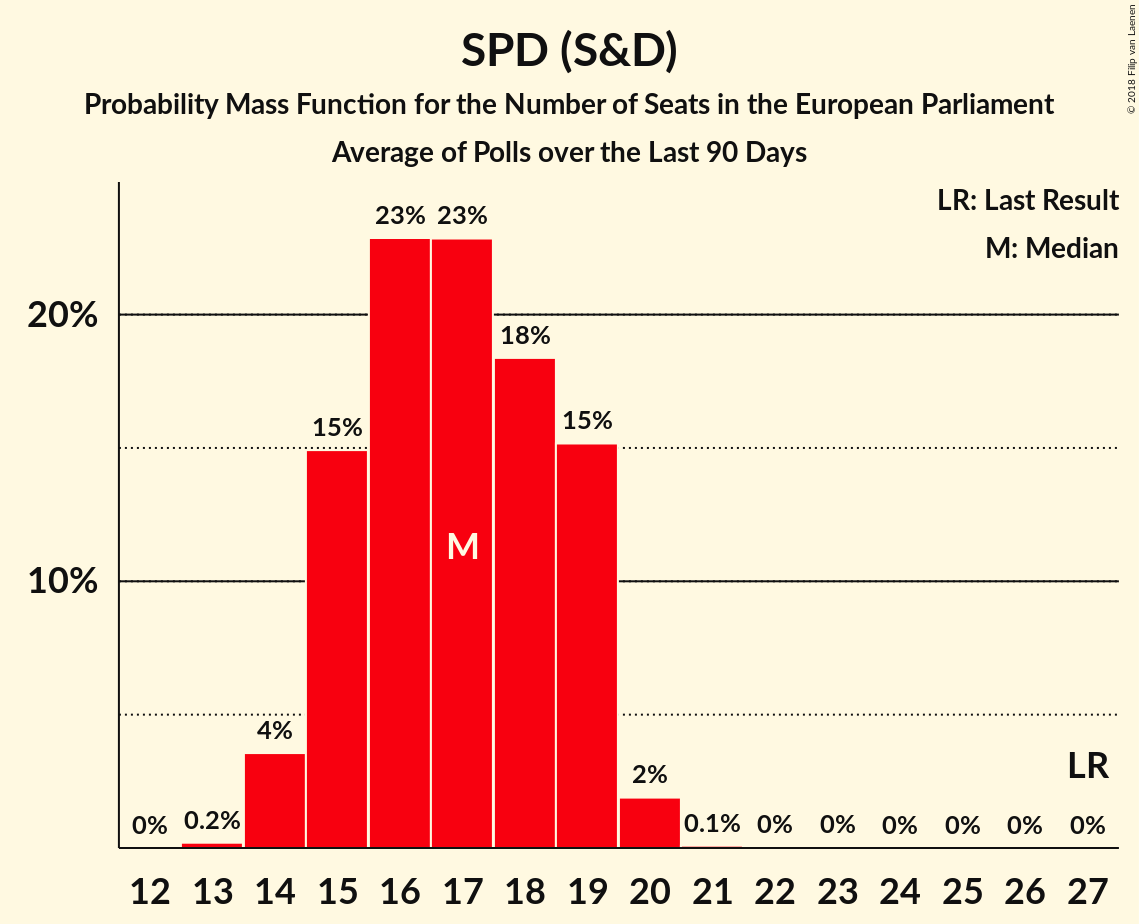 SPD (S&D)
Probability Mass Function for the Number of Seats in the European Parliament
Average of Polls over the Last 90 Days
© 2018 Filip van Laenen
LR: Last Result
M: Median
20%
10%
0%
0.2%
4%
15%
23%
23%
18%
15%
2%
0.1%
0%
0%
0%
0%
0%
0%
M
LR
12 13 14 15 16 17 18 19 20 21 22 23 24 25 26 27